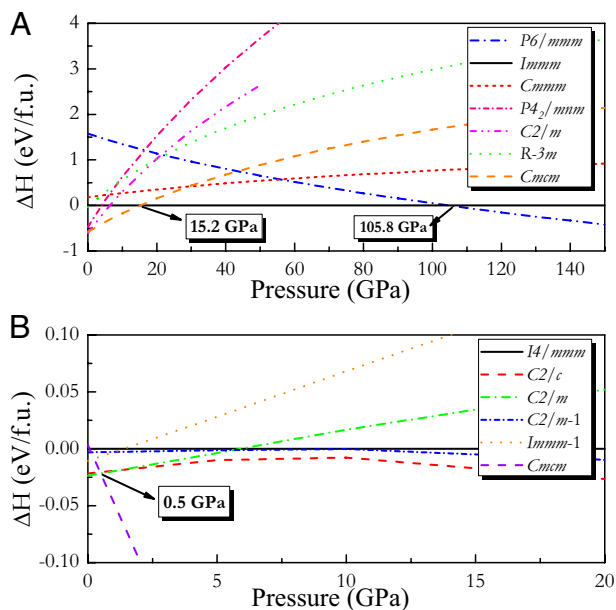 A
ΔH (eV/f.u.)
4
3
2
1
0
-1
P6/mmm
Immm
Cmmm
P4₂/mnm
C2/m
R-3m
Cmcm
15.2 GPa
105.8 GPa
0 20 40 60 80 100 120 140
Pressure (GPa)
B
ΔH (eV/f.u.)
0.10
0.05
0.00
-0.05
-0.10
I4/mmm
C2/c
C2/m
C2/m-1
Immm-1
Cmcm
0.5 GPa
0 5 10 15 20
Pressure (GPa)